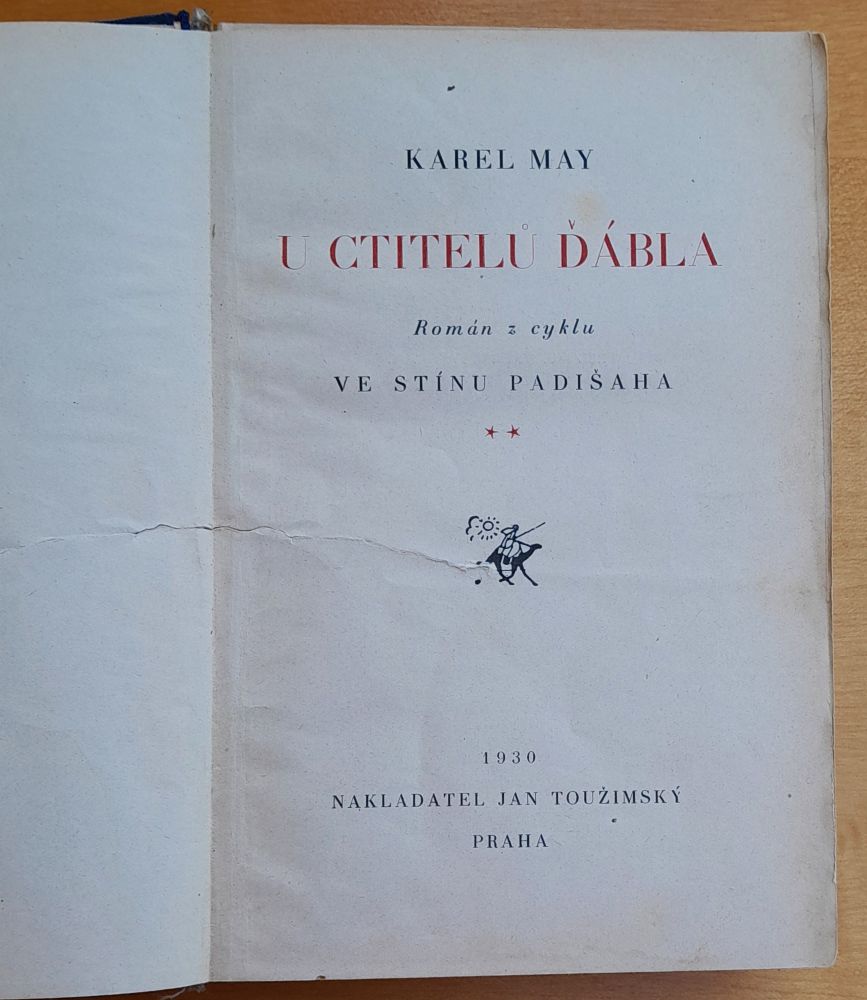 KAREL MAY
U CTITELŮ ĎÁBLA
Román z cyklu
VE STÍNU PADIŠAHA
★★
1930
NAKLADATEL JAN TOUŽIMSKÝ
PRAHA